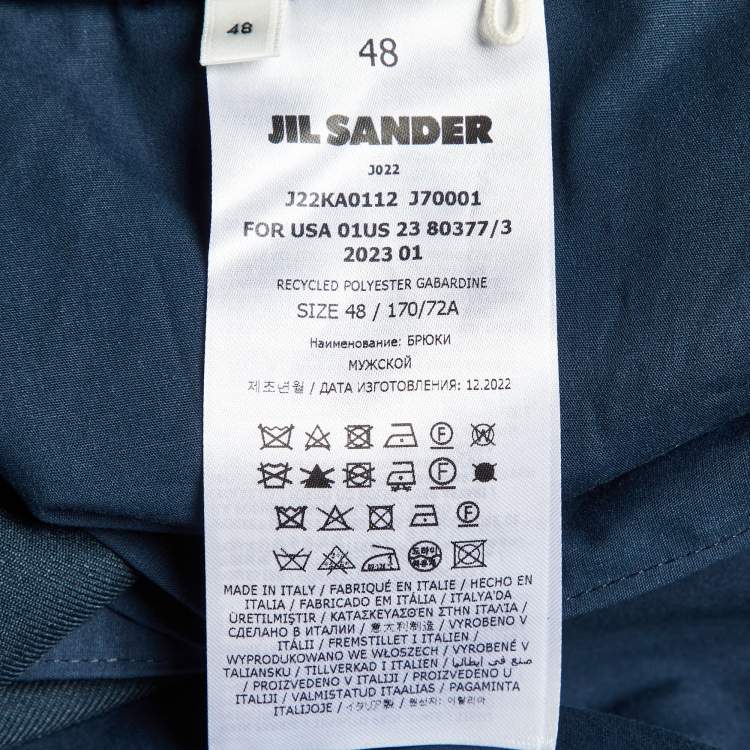 48
48
JIL SANDER
J022
J22KA0112 J70001
FOR USA 01US 23 80377/3
2023 01
RECYCLED POLYESTER GABARDINE
SIZE 48 / 170/72A
Наименование: БРЮКИ
МУЖСКОЙ
제조년월 / ДАТА ИЗГОТОВЛЕНИЯ: 12.2022
F W
F
F
드라이
MADE IN ITALY / FABRIQUÉ EN ITALIE / HECHO EN
ITALIA / FABRICADO EM ITÁLIA / ITALYA'DA
ÜRETILMIŞTIR / ΚΑΤΑΣΚΕΥΑΣΘΕΝ ΣΤΗΝ ΙΤΑΛΙΑ /
СДЕЛАНО В ИТАЛИИ / 意大利制造 / VYROBENO V
ITÁLII / FREMSTILLET I ITALIEN /
WYPRODUKOWANO WE WŁOSZECH / VYROBENÉ V
TALIANSKU / TILLVERKAD I ITALIEN / صنع في إيطاليا
/ PROIZVEDENO V ITALIJI / PROIZVEDENO U
ITALIJI / VALMISTATUD ITAALIAS / PAGAMINTA
ITALIJOJE / イタリア製 / 원산지: 이탈리아